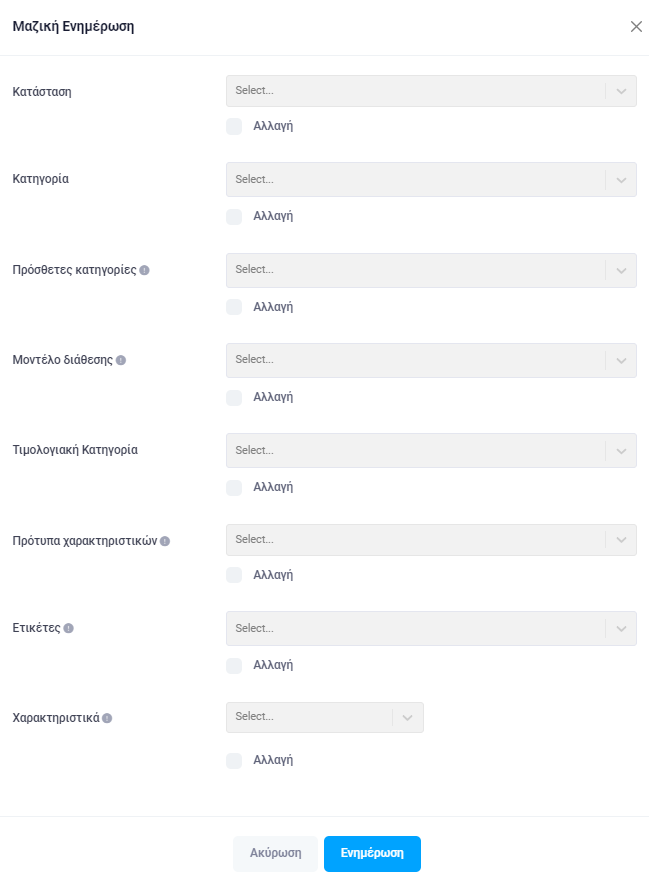 Μαζική Ενημέρωση
Κατάσταση
Select...
Αλλαγή
Κατηγορία
Select...
Αλλαγή
Πρόσθετες κατηγορίες
Select...
Αλλαγή
Μοντέλο διάθεσης
Select...
Αλλαγή
Τιμολογιακή Κατηγορία
Select...
Αλλαγή
Πρότυπα χαρακτηριστικών
Select...
Αλλαγή
Ετικέτες
Select...
Αλλαγή
Χαρακτηριστικά
Select...
Αλλαγή
Ακύρωση Ενημέρωση